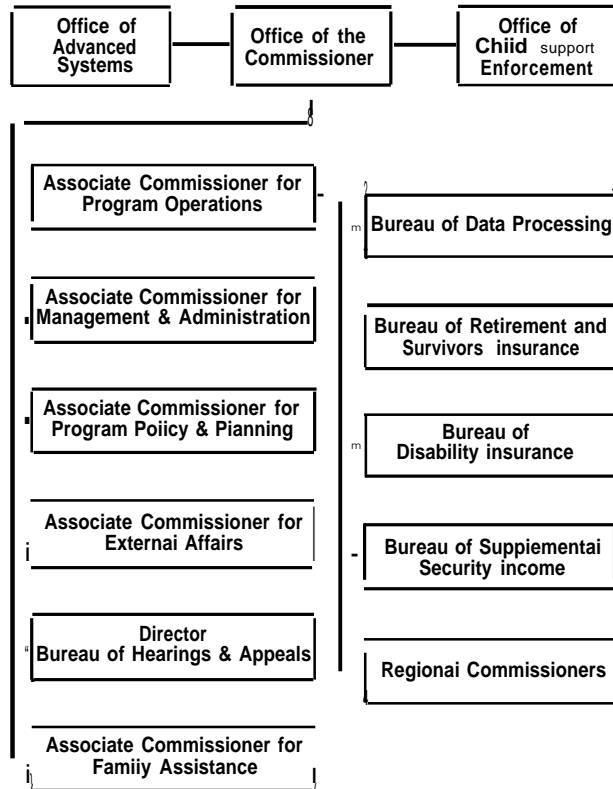 Office of
Advanced
Systems
Office of the
Commissioner
Office of
Chiid support
Enforcement
Associate Commissioner for
Program Operations
Associate Commissioner for
Management & Administration
Associate Commissioner for
Program Poiicy & Planning
Associate Commissioner for
Externai Affairs
Director
Bureau of Hearings & Appeals
Associate Commissioner for
Famiiy Assistance
Bureau of Data Processing
Bureau of Retirement and
Survivors insurance
Bureau of
Disability insurance
Bureau of Suppiementai
Security income
Regionai Commissioners